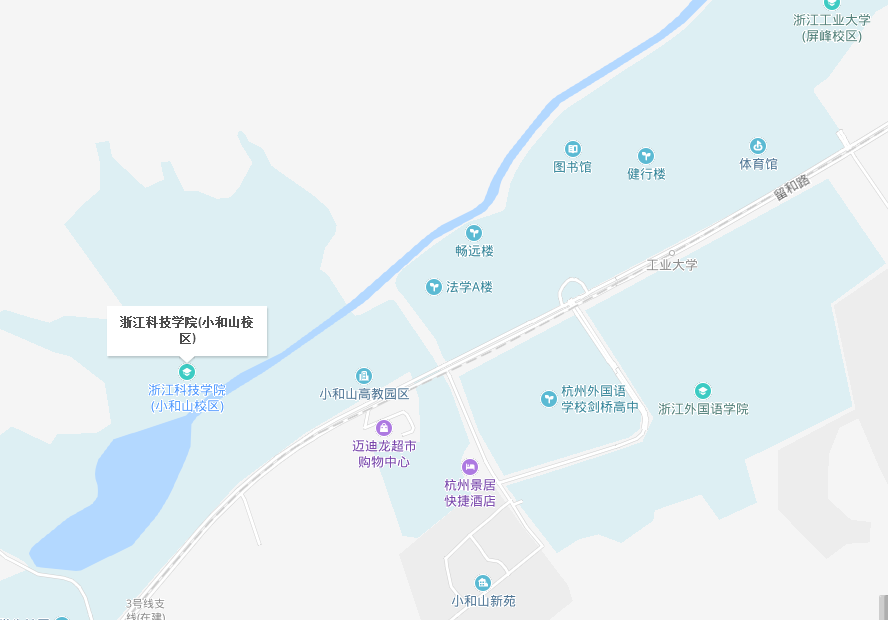 浙江工业大学
(屏峰校区)
图书馆
健行楼
体育馆
留和路
畅远楼
工业大学
法学A楼
浙江科技学院(小和山校
区)
浙江科技学院
(小和山校区)
小和山高教园区
杭州外国语
学校剑桥高中
浙江外国语学院
迈迪龙超市
购物中心
杭州景居
快捷酒店
小和山新苑
3号线支
线(在建)